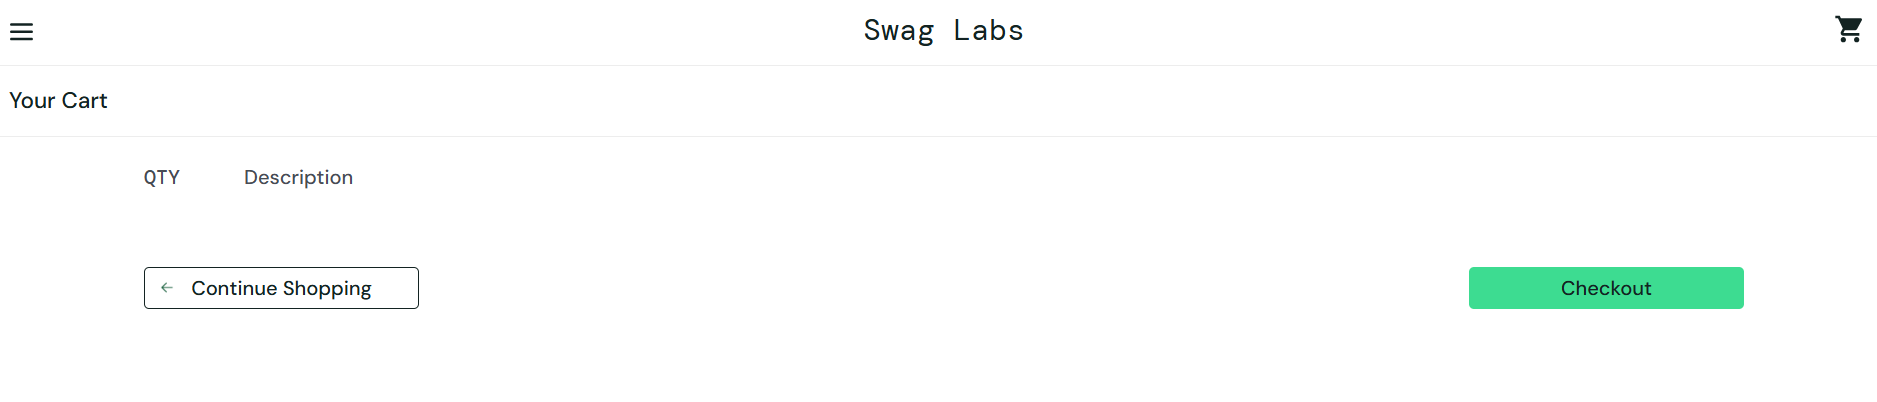 Swag Labs
Your Cart
QTY Description
Continue Shopping Checkout